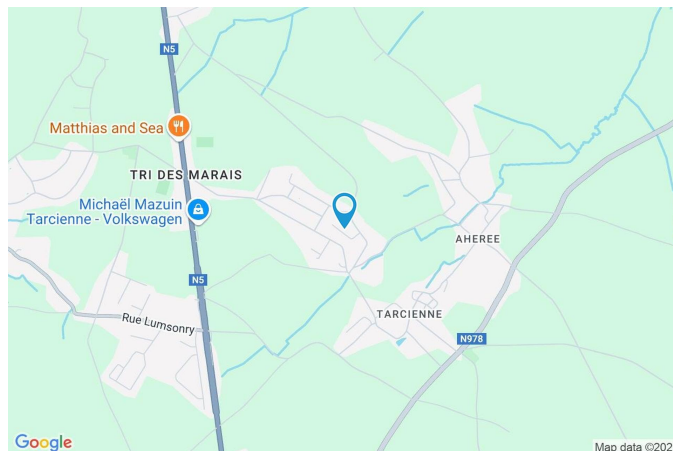 N5
Matthias and Sea
TRI DES MARAIS
Michaël Mazuin
Tarcienne - Volkswagen
AHEREE
N5
TARCIENNE
Rue Lumsonry
N978
Google
Map data ©202